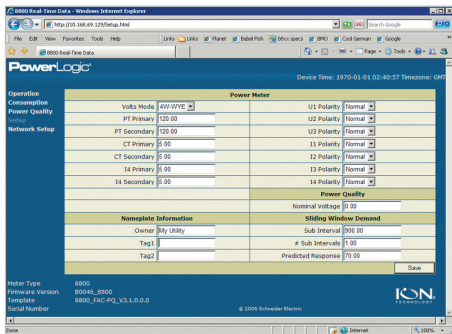 8800 Real-Time Data - Windows Internet Explorer
http://10.168.69.129/Setup.html
Search Google
File Edit View Favorites Tools Help
Links Links Planet Babel Fish 88xx specs BMO Cool German Google
8800 Real-Time Data
Page Tools
PowerLogic
Device Time: 1970-01-01 02:40:57 Timezone: GMT
Operation
Consumption
Power Quality
Setup
Network Setup
Power Meter
Volts Mode 4W-WYE U1 Polarity Normal
PT Primary 120.00 U2 Polarity Normal
PT Secondary 120.00 U3 Polarity Normal
CT Primary 5.00 I1 Polarity Normal
CT Secondary 5.00 I2 Polarity Normal
I4 Primary 5.00 I3 Polarity Normal
I4 Secondary 5.00 I4 Polarity Normal
Power Quality
Nominal Voltage 0.00
Nameplate Information Sliding Window Demand
Owner My Utility Sub Interval 900.00
Tag1 # Sub Intervals 1.00
Tag2 Predicted Response 70.00
Save
Meter Type 8800
Firmware Version B0046_8800
Template 8800_FAC-PQ_V3.1.0.0.0
Serial Number
© 2006 Schneider Electric
ION
TECHNOLOGY
Done
Internet
100%